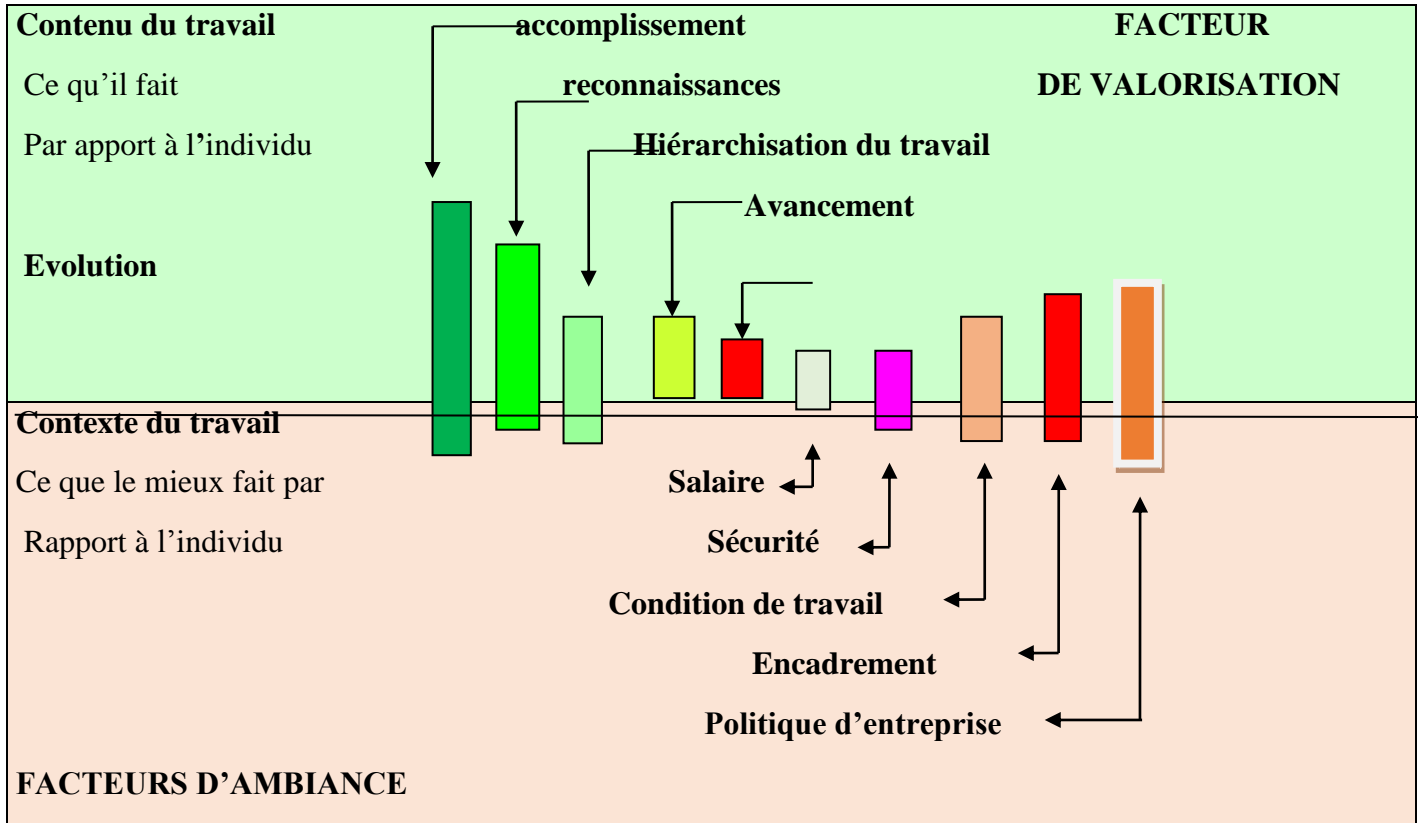 Contenu du travail accomplissement FACTEUR
Ce qu’il fait reconnaissances DE VALORISATION
Par apport à l’individu Hiérarchisation du travail
Avancement
Evolution
Contexte du travail
Ce que le mieux fait par Salaire
Rapport à l’individu Sécurité
Condition de travail
Encadrement
Politique d’entreprise
FACTEURS D’AMBIANCE